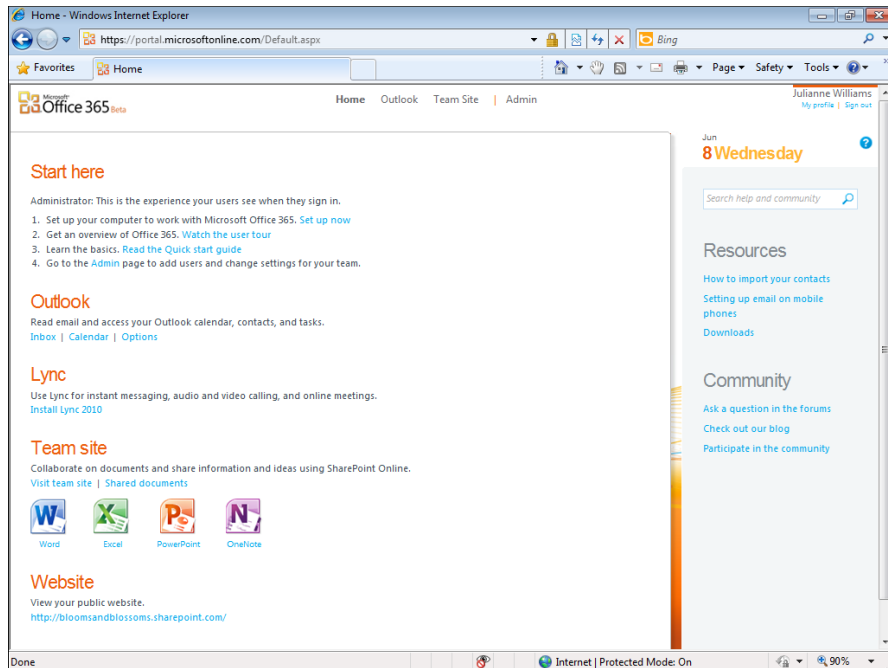 Home - Windows Internet Explorer
https://portal.microsoftonline.com/Default.aspx
Bing
Favorites
Home
Page
Safety
Tools
Microsoft
Office 365 Beta
Home Outlook Team Site | Admin
Julianne Williams
My profile | Sign out
Start here
Administrator: This is the experience your users see when they sign in.
1. Set up your computer to work with Microsoft Office 365. Set up now
2. Get an overview of Office 365. Watch the user tour
3. Learn the basics. Read the Quick start guide
4. Go to the Admin page to add users and change settings for your team.
Outlook
Read email and access your Outlook calendar, contacts, and tasks.
Inbox | Calendar | Options
Lync
Use Lync for instant messaging, audio and video calling, and online meetings.
Install Lync 2010
Team site
Collaborate on documents and share information and ideas using SharePoint Online.
Visit team site | Shared documents
Word Excel PowerPoint OneNote
Website
View your public website.
http://bloomsandblossoms.sharepoint.com/
Jun
8 Wednesday
Search help and community
Resources
How to import your contacts
Setting up email on mobile
phones
Downloads
Community
Ask a question in the forums
Check out our blog
Participate in the community
Done
Internet | Protected Mode: On
90%